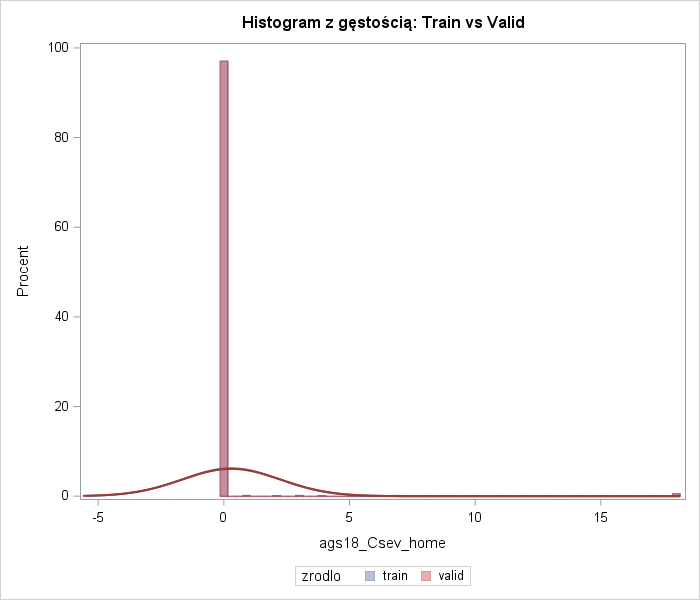 Histogram z gęstością: Train vs Valid
100
80
60
40
20
0
Procent
-5 0 5 10 15
ags18_Csev_home
zrodlo train valid